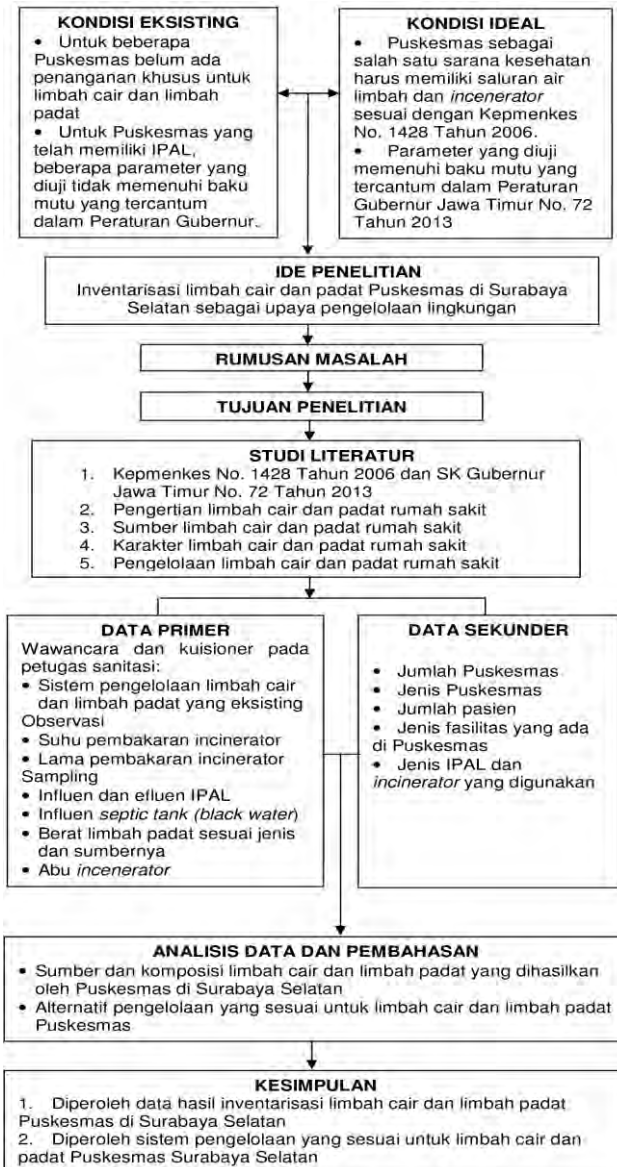 KONDISI EKSISTING
• Untuk beberapa
Puskesmas belum ada
penanganan khusus untuk
limbah cair dan limbah
padat
• Untuk Puskesmas yang
telah memiliki IPAL,
beberapa parameter yang
diuji tidak memenuhi baku
mutu yang tercantum
dalam Peraturan Gubernur.
KONDISI IDEAL
• Puskesmas sebagai
salah satu sarana kesehatan
harus memiliki saluran air
limbah dan incenerator
sesuai dengan Kepmenkes
No. 1428 Tahun 2006.
• Parameter yang diuji
memenuhi baku mutu yang
tercantum dalam Peraturan
Gubernur Jawa Timur No. 72
Tahun 2013
IDE PENELITIAN
Inventarisasi limbah cair dan padat Puskesmas di Surabaya
Selatan sebagai upaya pengelolaan lingkungan
RUMUSAN MASALAH
TUJUAN PENELITIAN
STUDI LITERATUR
1. Kepmenkes No. 1428 Tahun 2006 dan SK Gubernur
Jawa Timur No. 72 Tahun 2013
2. Pengertian limbah cair dan padat rumah sakit
3. Sumber limbah cair dan padat rumah sakit
4. Karakter limbah cair dan padat rumah sakit
5. Pengelolaan limbah cair dan padat rumah sakit
DATA PRIMER
Wawancara dan kuisioner pada
petugas sanitasi:
• Sistem pengelolaan limbah cair
dan limbah padat yang eksisting
Observasi
• Suhu pembakaran incinerator
• Lama pembakaran incinerator
Sampling
• Influen dan efluen IPAL
• Influen septic tank (black water)
• Berat limbah padat sesuai jenis
dan sumbernya
• Abu incenerator
DATA SEKUNDER
• Jumlah Puskesmas
• Jenis Puskesmas
• Jumlah pasien
• Jenis fasilitas yang ada
di Puskesmas
• Jenis IPAL dan
incinerator yang digunakan
ANALISIS DATA DAN PEMBAHASAN
• Sumber dan komposisi limbah cair dan limbah padat yang dihasilkan
oleh Puskesmas di Surabaya Selatan
• Alternatif pengelolaan yang sesuai untuk limbah cair dan limbah padat
Puskesmas
KESIMPULAN
1. Diperoleh data hasil inventarisasi limbah cair dan limbah padat
Puskesmas di Surabaya Selatan
2. Diperoleh sistem pengelolaan yang sesuai untuk limbah cair dan
padat Puskesmas Surabaya Selatan